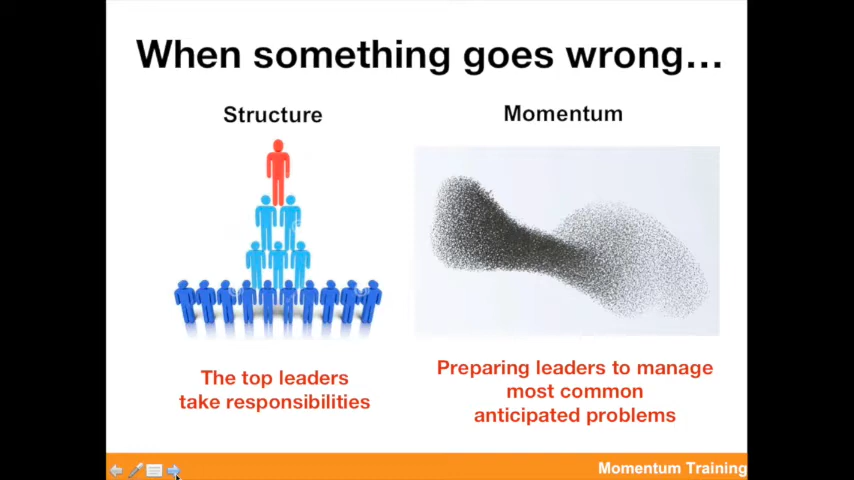 When something goes wrong...
Structure
Momentum
The top leaders
take responsibilities
Preparing leaders to manage
most common
anticipated problems
Momentum Training